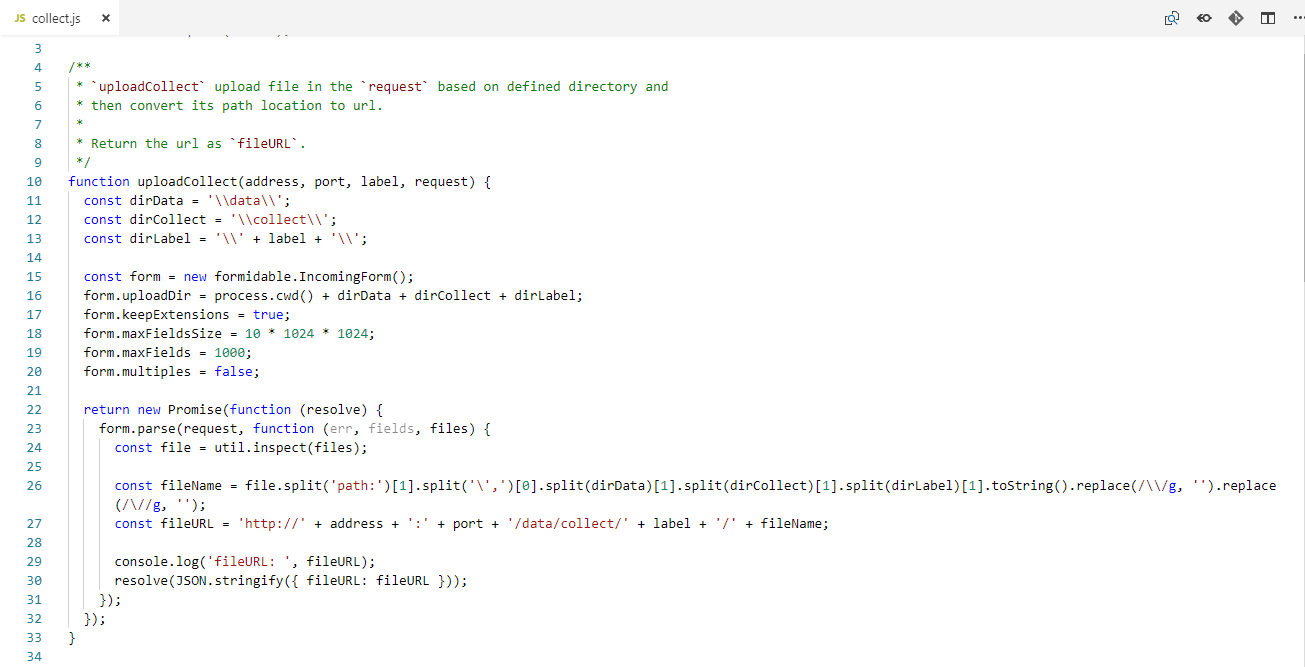 JS collect.js ×
3
4 /**
5 * `uploadCollect` upload file in the `request` based on defined directory and
6 * then convert its path location to url.
7 *
8 * Return the url as `fileURL`.
9 */
10 function uploadCollect(address, port, label, request) {
11 const dirData = '\\data\\';
12 const dirCollect = '\\collect\\';
13 const dirLabel = '\\' + label + '\\';
14
15 const form = new formidable.IncomingForm();
16 form.uploadDir = process.cwd() + dirData + dirCollect + dirLabel;
17 form.keepExtensions = true;
18 form.maxFieldsSize = 10 * 1024 * 1024;
19 form.maxFields = 1000;
20 form.multiples = false;
21
22 return new Promise(function (resolve) {
23 form.parse(request, function (err, fields, files) {
24 const file = util.inspect(files);
25
26 const fileName = file.split('path:')[1].split('\',')[0].split(dirData)[1].split(dirCollect)[1].split(dirLabel)[1].toString().replace(/\\/g, '').replace
(/\//g, '');
27 const fileURL = 'http://' + address + ':' + port + '/data/collect/' + label + '/' + fileName;
28
29 console.log('fileURL: ', fileURL);
30 resolve(JSON.stringify({ fileURL: fileURL }));
31 });
32 });
33 }
34